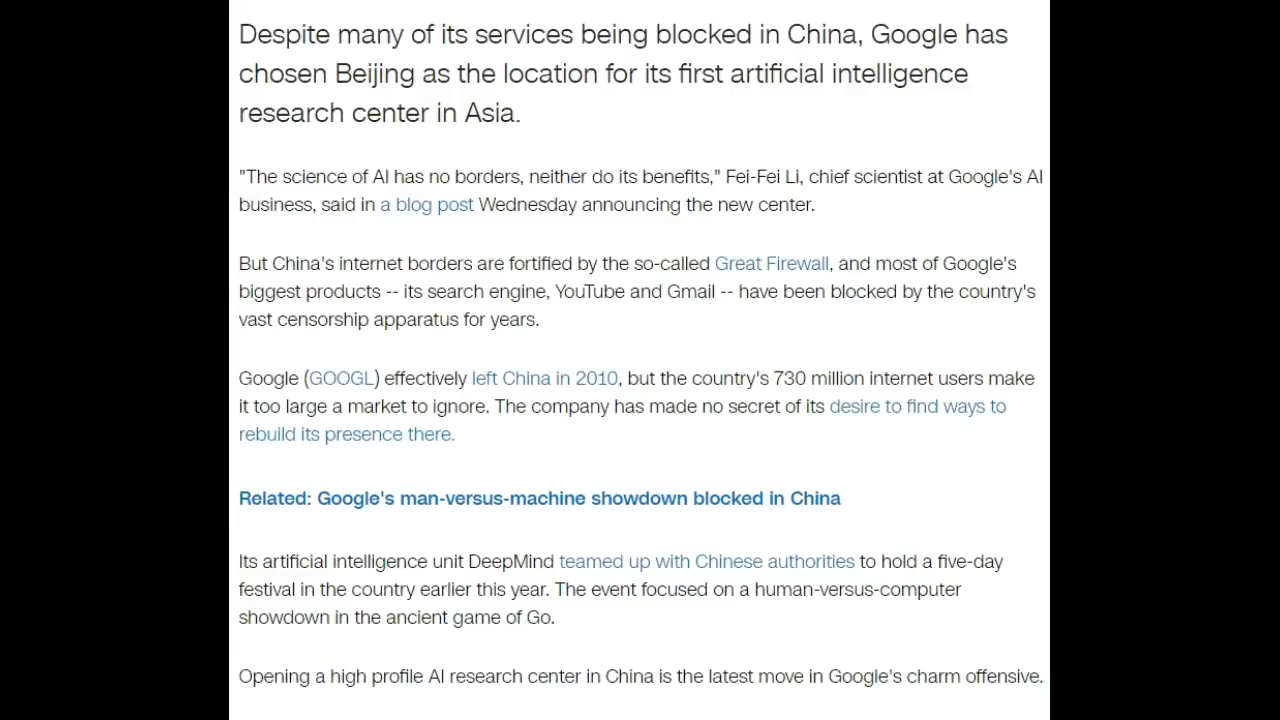 Despite many of its services being blocked in China, Google has
chosen Beijing as the location for its first artificial intelligence
research center in Asia.
"The science of AI has no borders, neither do its benefits," Fei-Fei Li, chief scientist at Google's AI
business, said in a blog post Wednesday announcing the new center.
But China's internet borders are fortified by the so-called Great Firewall, and most of Google's
biggest products -- its search engine, YouTube and Gmail -- have been blocked by the country's
vast censorship apparatus for years.
Google (GOOGL) effectively left China in 2010, but the country's 730 million internet users make
it too large a market to ignore. The company has made no secret of its desire to find ways to
rebuild its presence there.
Related: Google's man-versus-machine showdown blocked in China
Its artificial intelligence unit DeepMind teamed up with Chinese authorities to hold a five-day
festival in the country earlier this year. The event focused on a human-versus-computer
showdown in the ancient game of Go.
Opening a high profile AI research center in China is the latest move in Google's charm offensive.